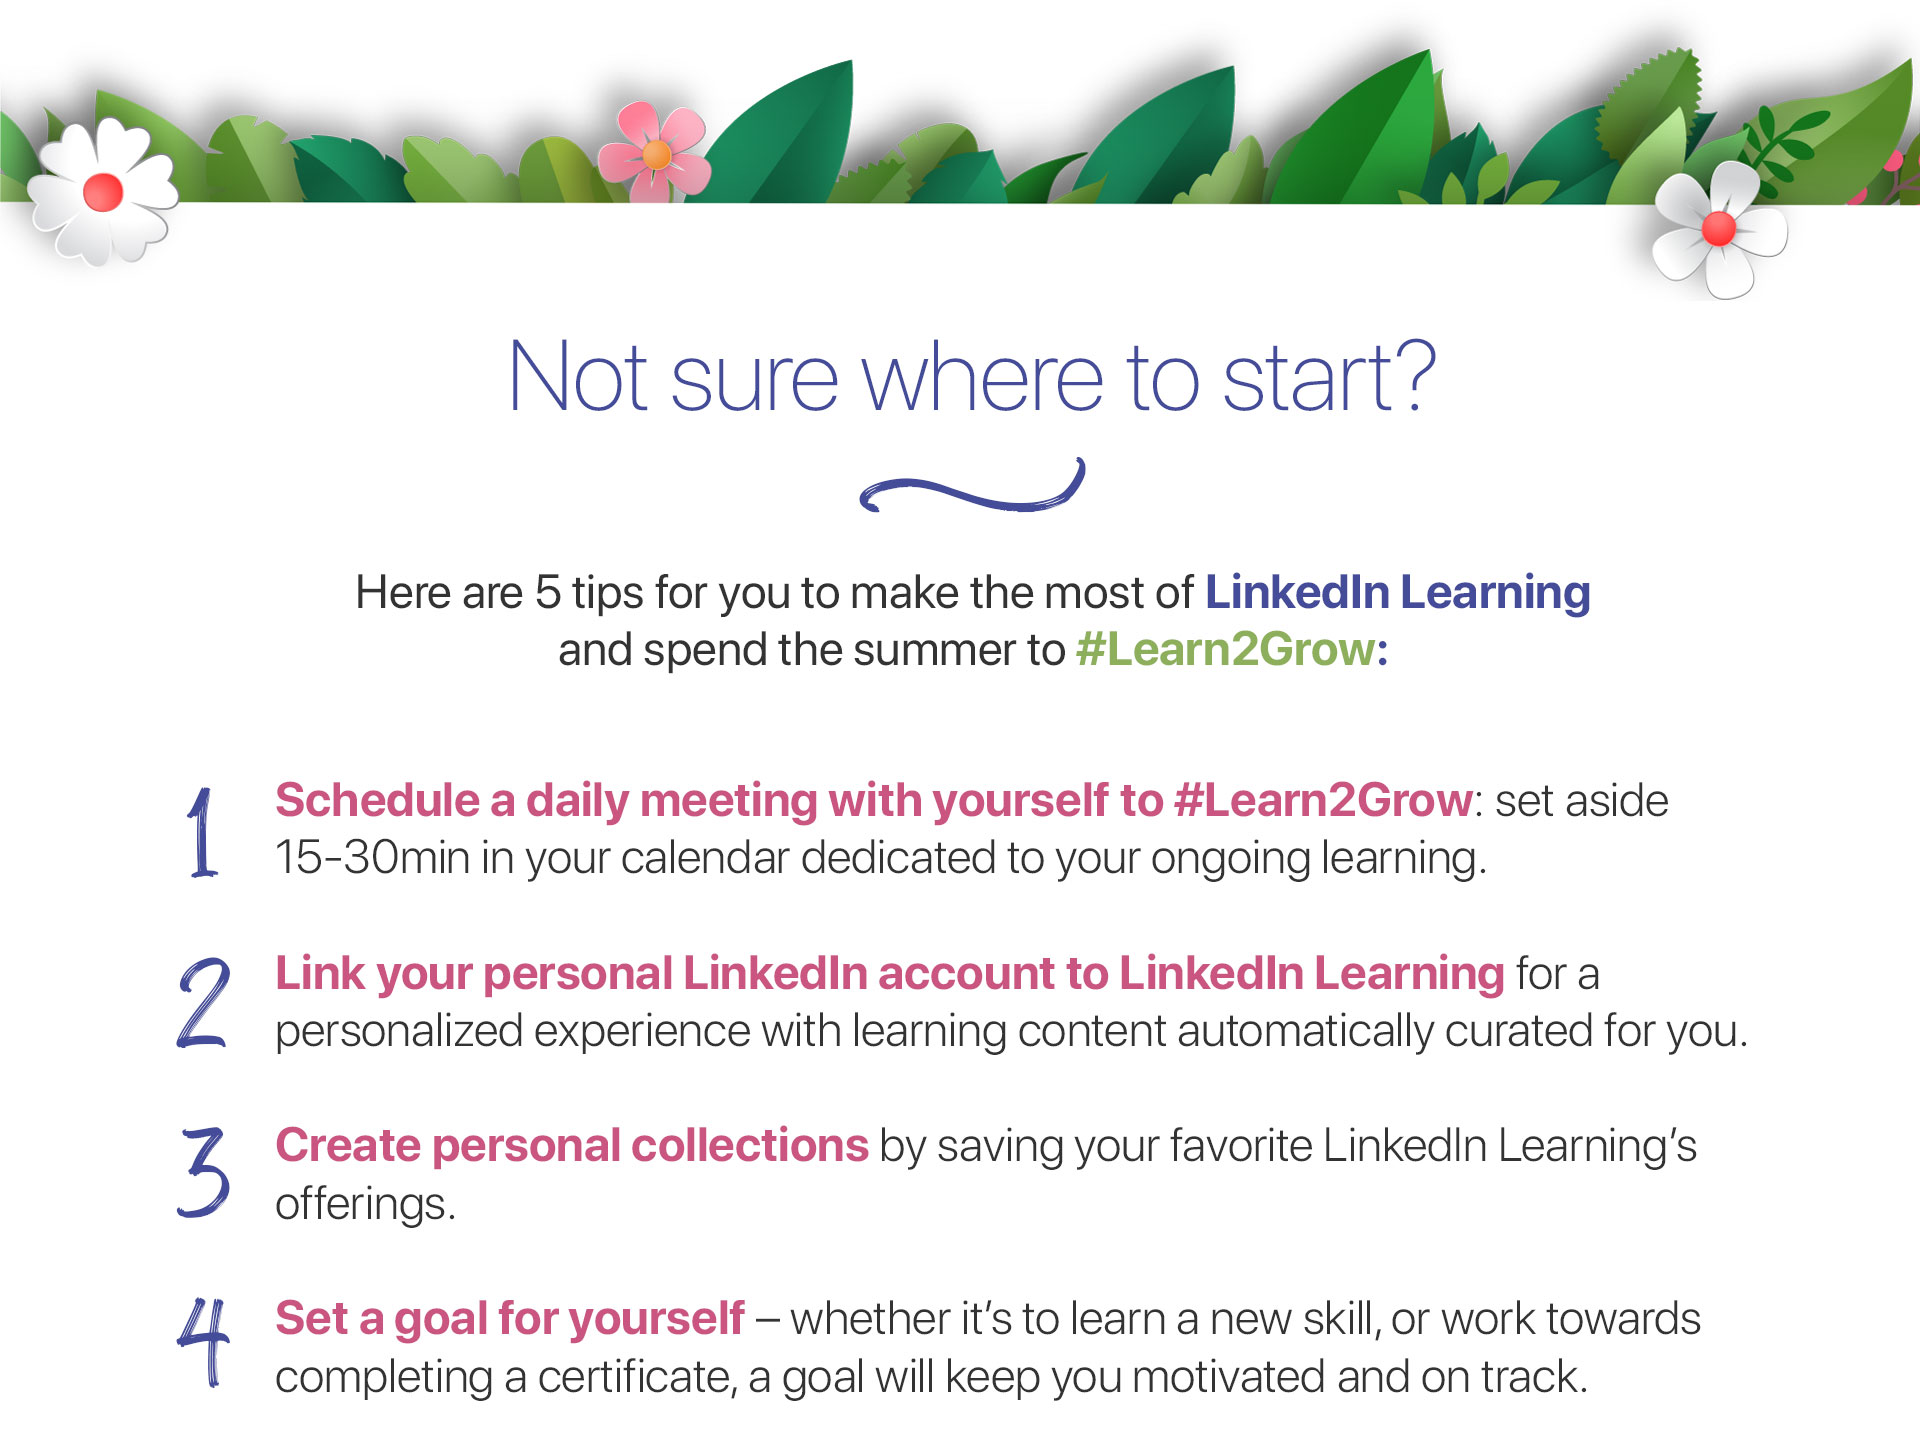 Not sure where to start?
Here are 5 tips for you to make the most of LinkedIn Learning
and spend the summer to #Learn2Grow:
1 Schedule a daily meeting with yourself to #Learn2Grow: set aside
15-30min in your calendar dedicated to your ongoing learning.
2 Link your personal LinkedIn account to LinkedIn Learning for a
personalized experience with learning content automatically curated for you.
3 Create personal collections by saving your favorite LinkedIn Learning’s
offerings.
4 Set a goal for yourself – whether it’s to learn a new skill, or work towards
completing a certificate, a goal will keep you motivated and on track.